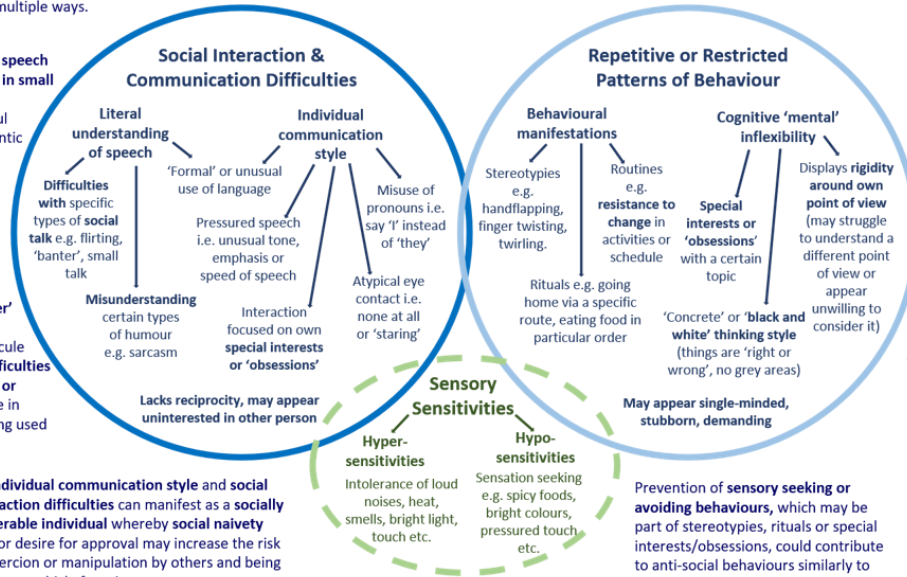 multiple ways.
speech
in small
Social Interaction &
Communication Difficulties
Literal
understanding
of speech
Individual
communication
style
'Formal' or unusual
use of language
Difficulties
with specific
types of social
talk e.g. flirting,
'banter', small
talk
Misunderstanding
certain types
of humour
e.g. sarcasm
Pressured speech
i.e. unusual tone,
emphasis or
speed of speech
Interaction
focused on own
special interests
or 'obsessions'
Misuse of
pronouns i.e.
say 'I' instead
of 'they'
Atypical eye
contact i.e.
none at all
or 'staring'
Lacks reciprocity, may appear
uninterested in other person
Repetitive or Restricted
Patterns of Behaviour
Behavioural
manifestations
Stereotypies
e.g.
handflapping,
finger twisting,
twirling.
Routines
e.g.
resistance to
change in
activities or
schedule
Rituals e.g. going
home via a specific
route, eating food in
particular order
Cognitive 'mental'
inflexibility
Special
interests or
'obsessions'
with a certain
topic
Displays rigidity
around own
point of view
(may struggle
to understand a
different point
of view or
appear
unwilling to
consider it)
'Concrete' or 'black and
white' thinking style
(things are 'right or
wrong', no grey areas)
May appear single-minded,
stubborn, demanding
Sensory
Sensitivities
Hyper-
sensitivities
Intolerance of loud
noises, heat,
smells, bright light,
touch etc.
Hypo-
sensitivities
Sensation seeking
e.g. spicy foods,
bright colours,
pressured touch
etc.
or
in
used
individual communication style and social
difficulties can manifest as a socially
individual whereby social naivety
or desire for approval may increase the risk
or manipulation by others and being
Prevention of sensory seeking or
avoiding behaviours, which may be
part of stereotypies, rituals or special
interests/obsessions, could contribute
to anti-social behaviours similarly to